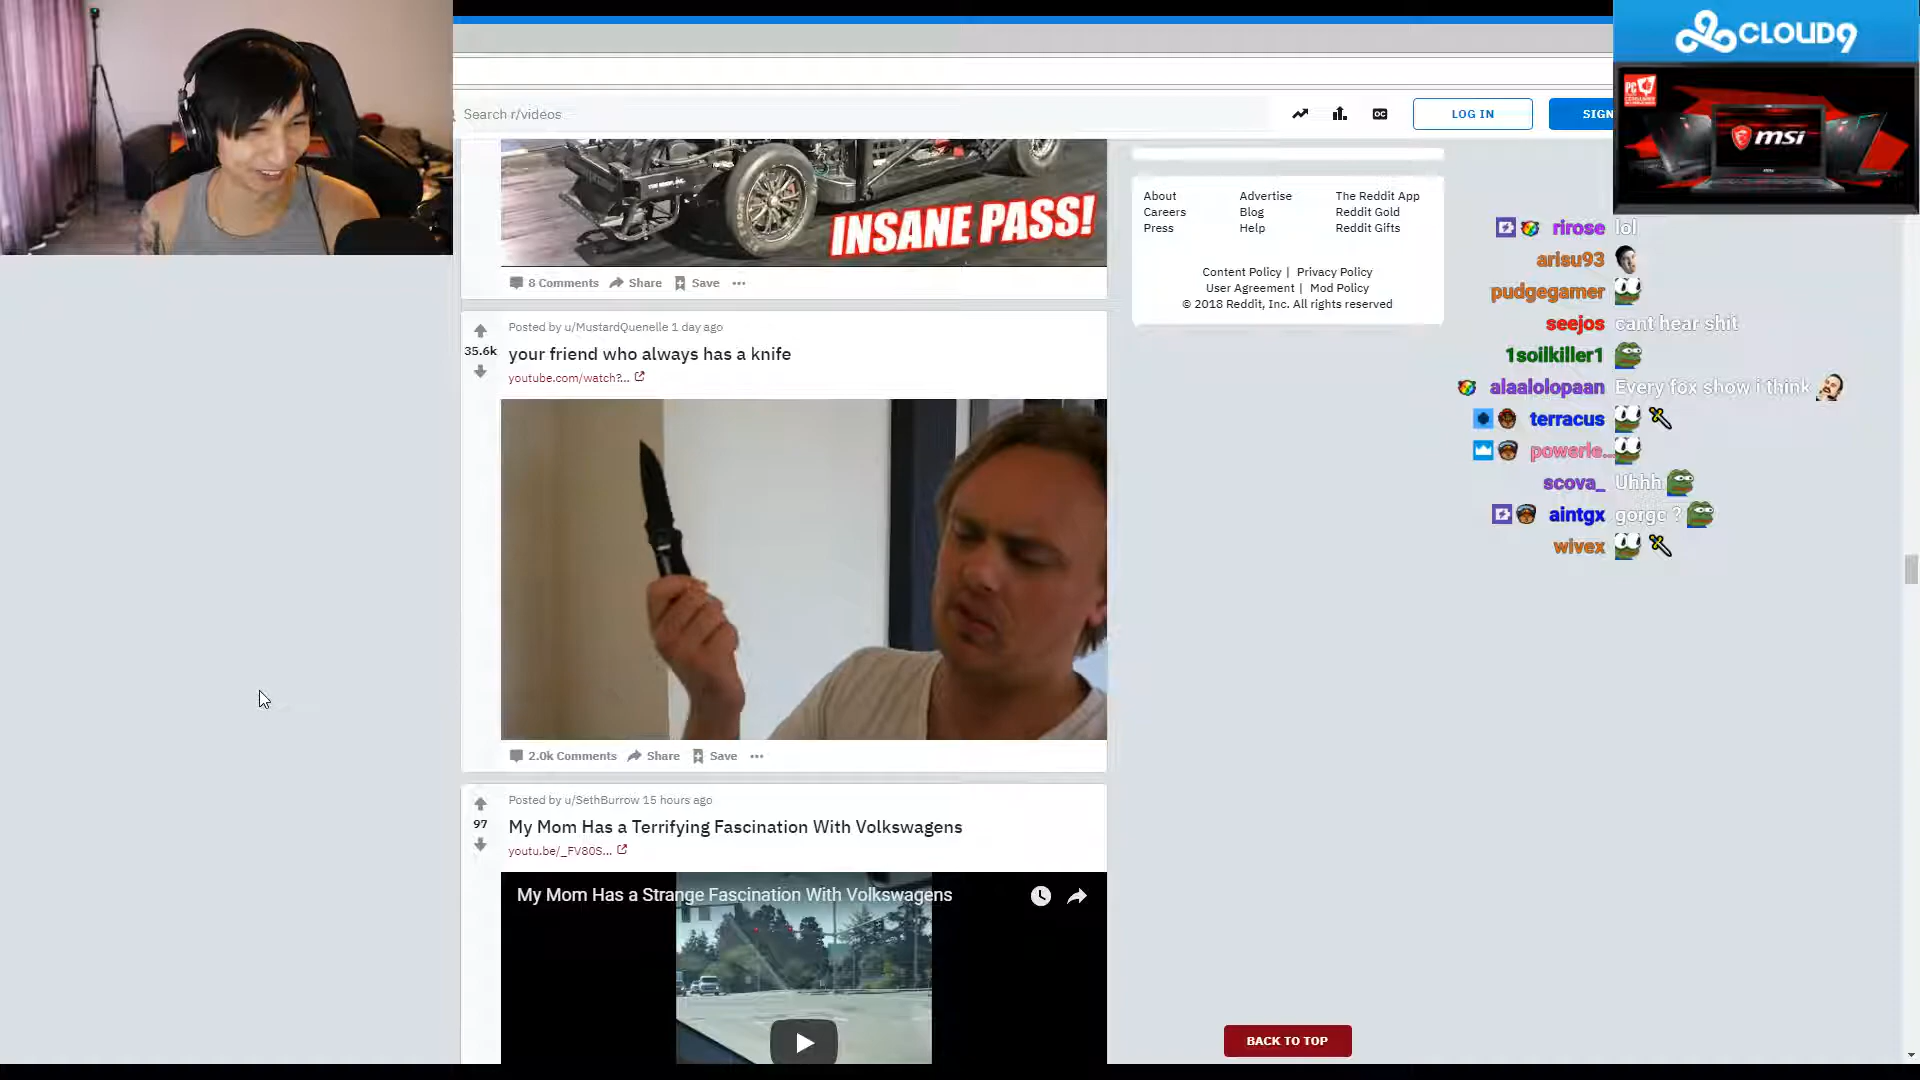 CLOUD9
msi
Search r/videos
LOG IN
SIGN
INSANE PASS!
8 Comments Share Save
About Advertise The Reddit App
Careers Blog Reddit Gold
Press Help Reddit Gifts
Content Policy | Privacy Policy
User Agreement | Mod Policy
© 2018 Reddit, Inc. All rights reserved
Posted by u/MustardQuenelle 1 day ago
35.6k
your friend who always has a knife
youtube.com/watch?...
2.0k Comments Share Save
Posted by u/SethBurrow 15 hours ago
97
My Mom Has a Terrifying Fascination With Volkswagens
youtu.be/_FV80S...
My Mom Has a Strange Fascination With Volkswagens
BACK TO TOP
rirose lol
arisu93
pudgegamer
seejos cant hear shit
1soilkiller1
alaalolopaan Every fox show i think
terracus
powerle...
scova_ Uhhh
aintgx gorgc ?
wivex